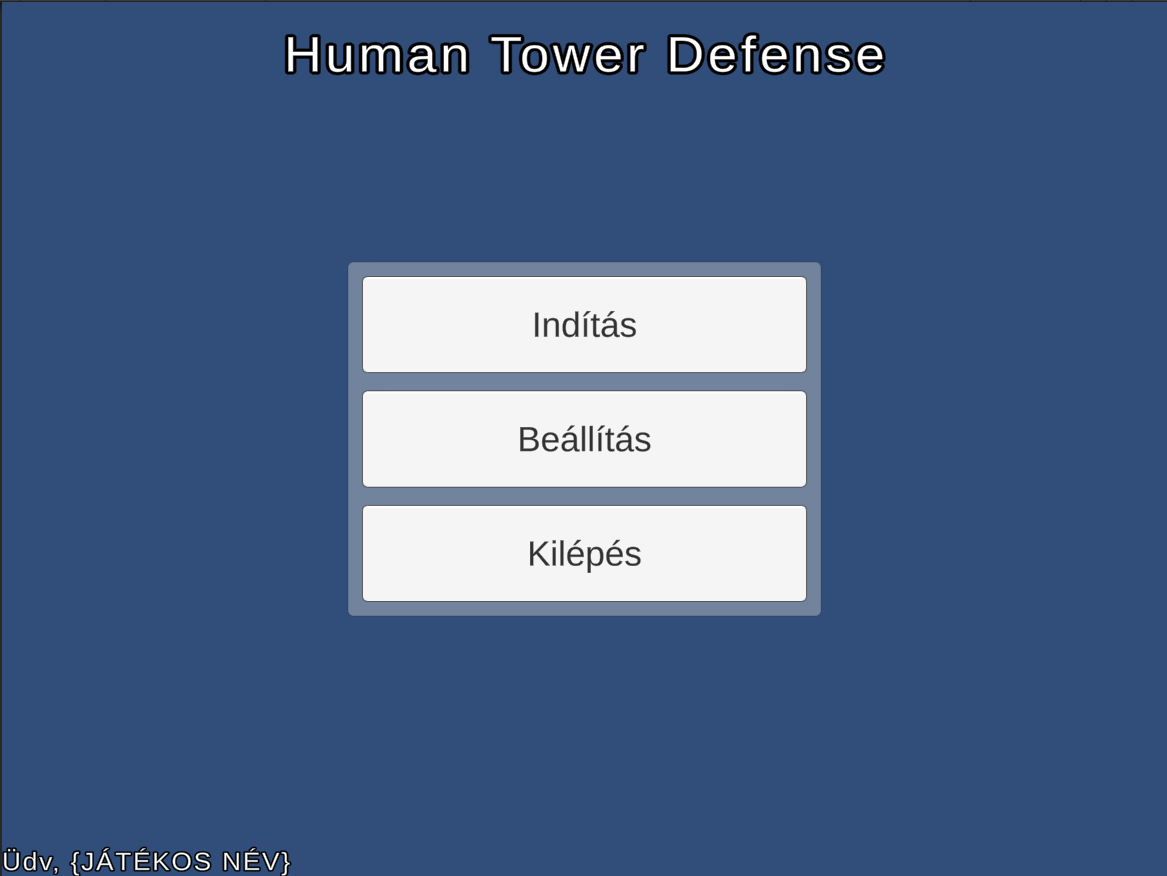 Human Tower Defense
Indítás
Beállítás
Kilépés
Üdv, {JÁTÉKOS NÉV}